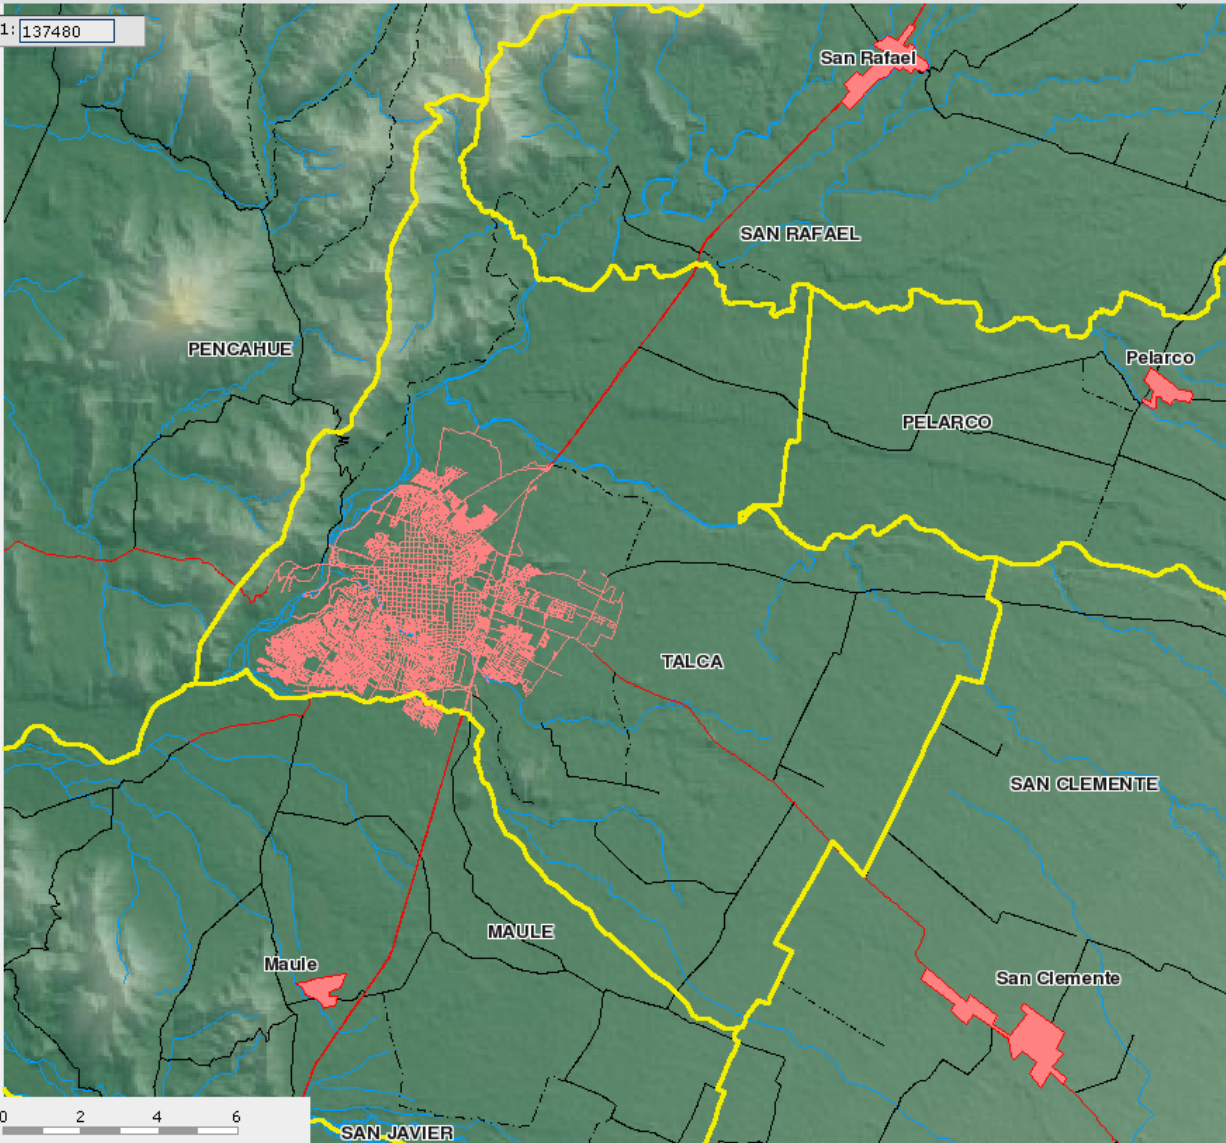 1: 137480
San Rafael
SAN RAFAEL
PENCAHUE
Pelarco
PELARCO
TALCA
SAN CLEMENTE
MAULE
Maule
San Clemente
0 2 4 6
SAN JAVIER